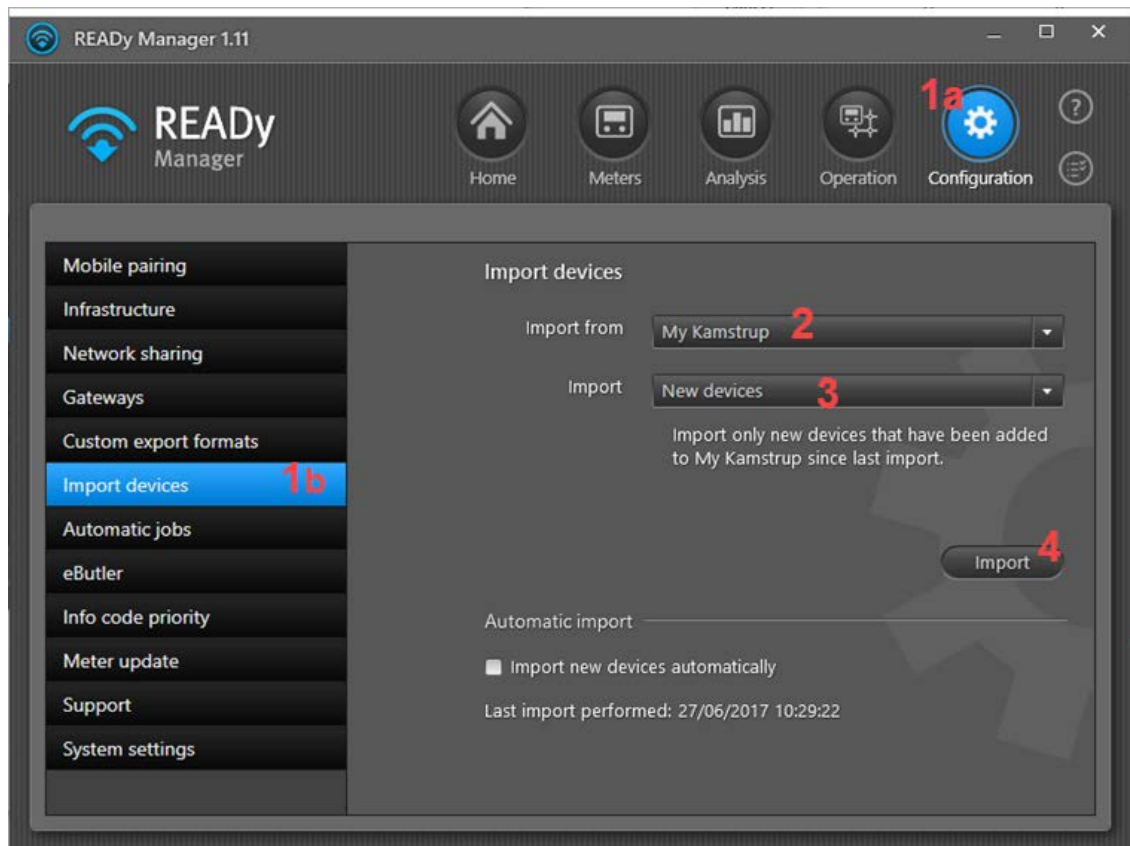 READy Manager 1.11
READy
Manager
1a
?
Home
Meters
Analysis
Operation
Configuration
Mobile pairing
Infrastructure
Network sharing
Gateways
Custom export formats
Import devices 1b
Automatic jobs
eButler
Info code priority
Meter update
Support
System settings
Import devices
Import from
My Kamstrup 2
Import
New devices 3
Import only new devices that have been added
to My Kamstrup since last import.
Import 4
Automatic import
Import new devices automatically
Last import performed: 27/06/2017 10:29:22